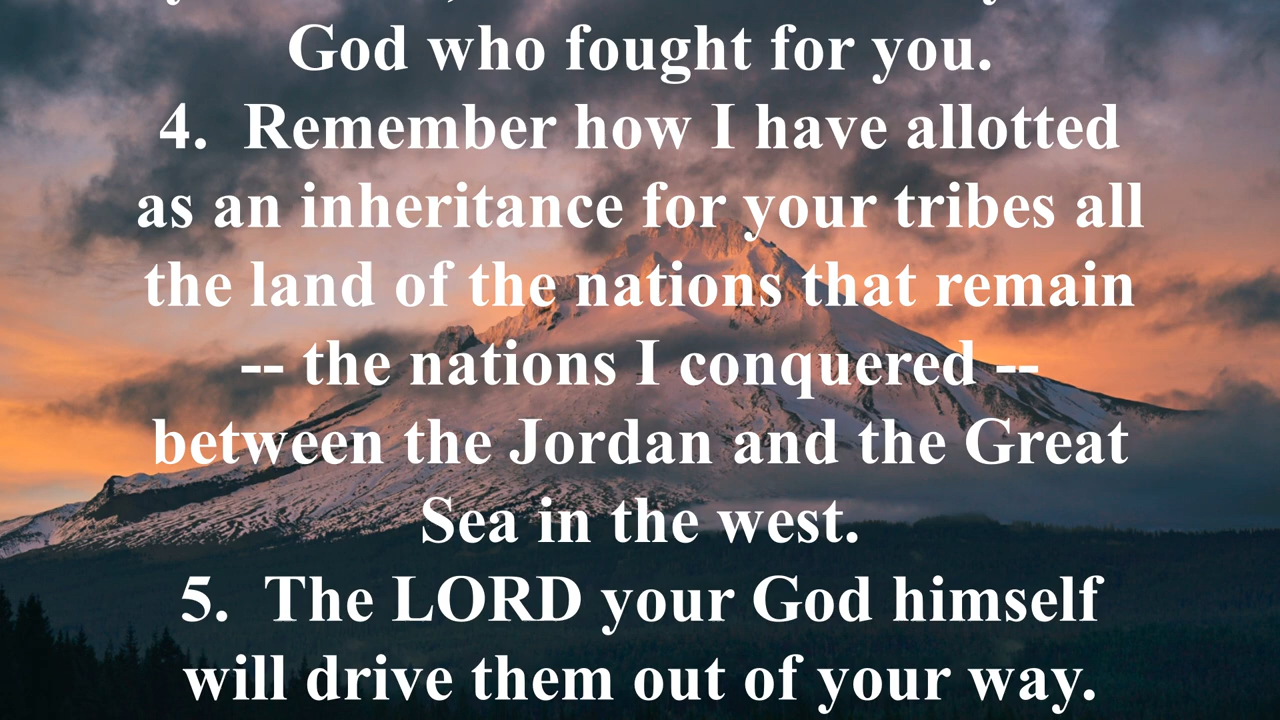 God who fought for you.
4. Remember how I have allotted
as an inheritance for your tribes all
the land of the nations that remain
-- the nations I conquered --
between the Jordan and the Great
Sea in the west.
5. The LORD your God himself
will drive them out of your way.